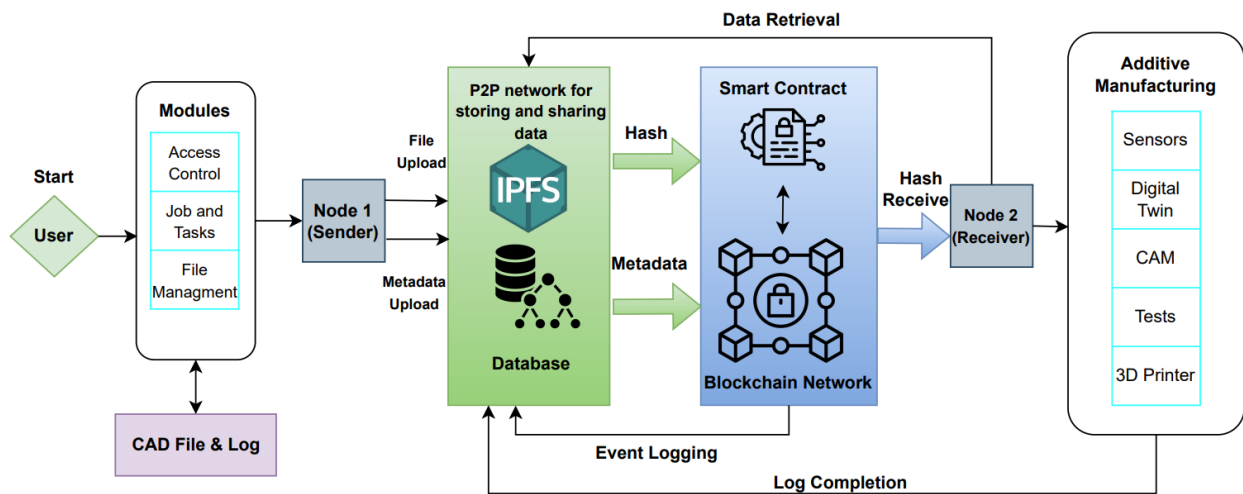 Start
User
Modules
Access
Control
Job and
Tasks
File
Managment
CAD File & Log
Node 1
(Sender)
File
Upload
Metadata
Upload
P2P network for
storing and sharing
data
IPFS
Database
Hash
Metadata
Smart Contract
Blockchain Network
Hash
Receive
Node 2
(Receiver)
Data Retrieval
Additive
Manufacturing
Sensors
Digital
Twin
CAM
Tests
3D Printer
Event Logging
Log Completion